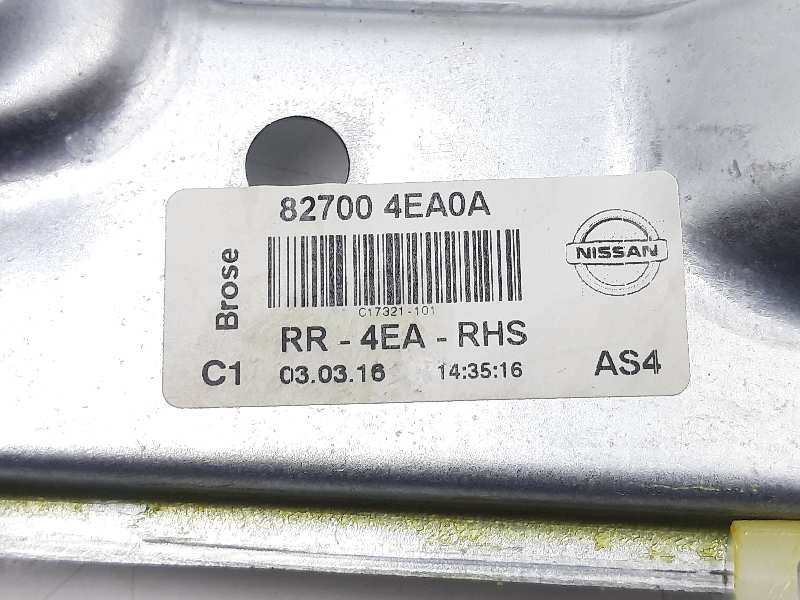 82700 4EA0A
Brose
NISSAN
C17321-101
RR - 4EA - RHS
C1 03.03.16 14:35:16 AS4